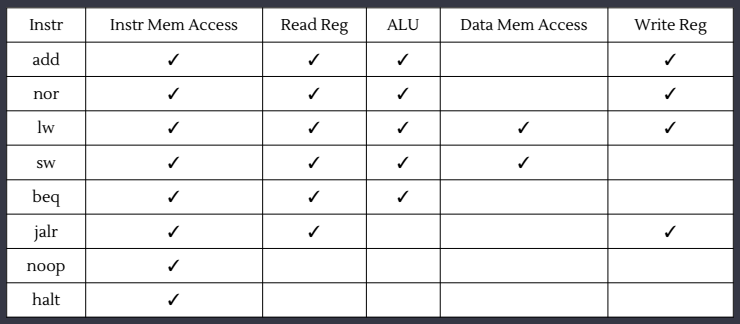 Instr Instr Mem Access Read Reg ALU Data Mem Access Write Reg
add ✓ ✓ ✓ ✓
nor ✓ ✓ ✓ ✓
lw ✓ ✓ ✓ ✓ ✓
sw ✓ ✓ ✓ ✓
beq ✓ ✓ ✓
jalr ✓ ✓ ✓
noop ✓
halt ✓